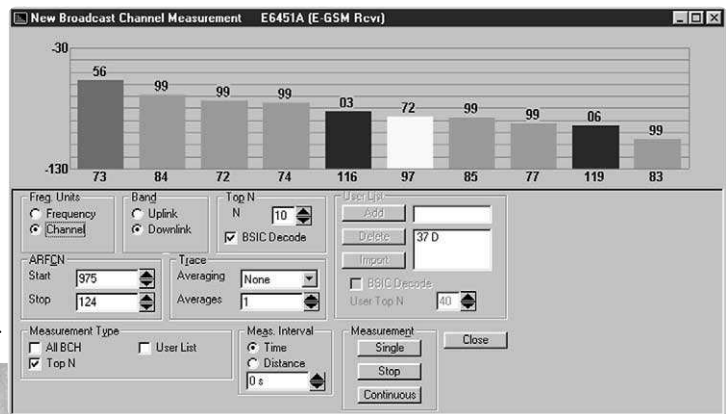 New Broadcast Channel Measurement E6451A (E-GSM Rcvr)
-30
56 99 99 99 03 72 99 99 06 99
-130
73 84 72 74 116 97 85 77 119 83
Freq. Units
Frequency
Channel
Band
Uplink
Downlink
Top N
N 10
BSIC Decode
User List
Add
Delete 37 D
Import
BSIC Decode
User Top N 40
ARFCN
Start 975
Stop 124
Trace
Averaging None
Averages 1
Measurement Type
All BCH User List
Top N
Meas. Interval
Time
Distance
0 s
Measurement
Single
Stop
Continuous
Close